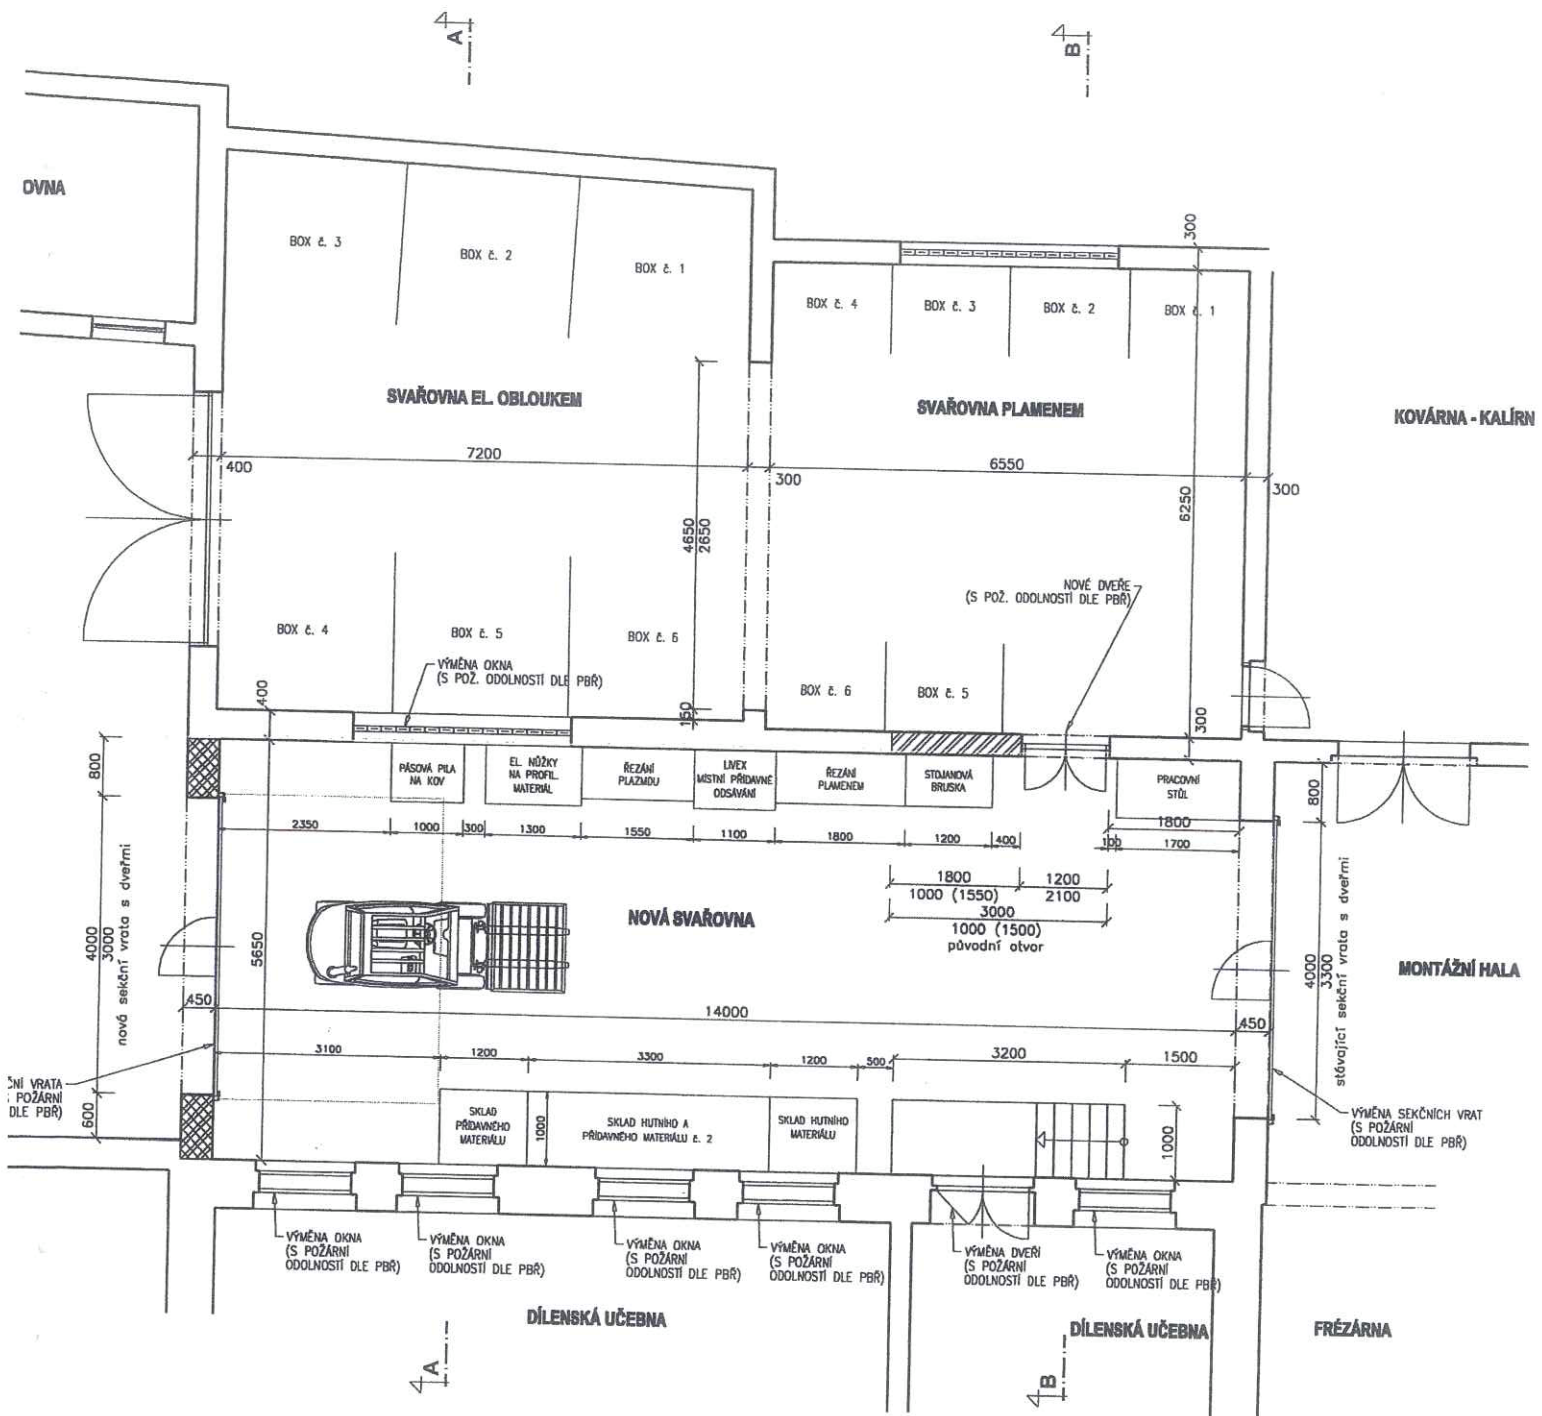 A
B
OVNA
300
BOX č. 3
BOX č. 2
BOX č. 1
BOX č. 4
BOX č. 3
BOX č. 2
BOX č. 1
SVAŘOVNA EL. OBLOUKEM
SVAŘOVNA PLAMENEM
KOVÁRNA - KALÍRN
400
7200
300
6550
300
4650
2650
6250
NOVÉ DVEŘE
(S POŽ. ODOLNOSTÍ DLE PBŘ)
BOX č. 4
BOX č. 5
BOX č. 6
VÝMĚNA OKNA
(S POŽ. ODOLNOSTÍ DLE PBŘ)
BOX č. 6
BOX č. 5
400
150
300
800
PÁSOVÁ PILA
NA KOV
EL. NŮŽKY
NA PROFIL.
MATERIÁL
ŘEZÁNÍ
PLAZMOU
LIVEX
MÍSTNÍ PŘÍDAVNÉ
ODSÁVÁNÍ
ŘEZÁNÍ
PLAMENEM
STOJANOVÁ
BRUSKA
PRACOVNÍ
STŮL
800
2350
1000
300
1300
1550
1100
1800
1200
400
1800
100
1700
1800
1000 (1550)
1200
2100
3000
1000 (1500)
původní otvor
NOVÁ SVAŘOVNA
4000
3000
nová sekční vrata s dveřmi
5650
4000
3300
stávající sekční vrata s dveřmi
MONTÁŽNÍ HALA
450
14000
450
3100
1200
3300
1200
500
3200
1500
ČNÍ VRATA
POŽÁRNÍ
DLE PBŘ)
600
SKLAD
PŘÍDAVNÉHO
MATERIÁLU
1000
SKLAD HUTNÍHO A
PŘÍDAVNÉHO MATERIÁLU č. 2
SKLAD HUTNÍHO
MATERIÁLU
1000
VÝMĚNA SEKČNÍCH VRAT
(S POŽÁRNÍ
ODOLNOSTÍ DLE PBŘ)
VÝMĚNA OKNA
(S POŽÁRNÍ
ODOLNOSTÍ DLE PBŘ)
VÝMĚNA OKNA
(S POŽÁRNÍ
ODOLNOSTÍ DLE PBŘ)
VÝMĚNA OKNA
(S POŽÁRNÍ
ODOLNOSTÍ DLE PBŘ)
VÝMĚNA OKNA
(S POŽÁRNÍ
ODOLNOSTÍ DLE PBŘ)
VÝMĚNA DVEŘÍ
(S POŽÁRNÍ
ODOLNOSTÍ DLE PBŘ)
VÝMĚNA OKNA
(S POŽÁRNÍ
ODOLNOSTÍ DLE PBŘ)
DÍLENSKÁ UČEBNA
DÍLENSKÁ UČEBNA
FRÉZÁRNA
A
B